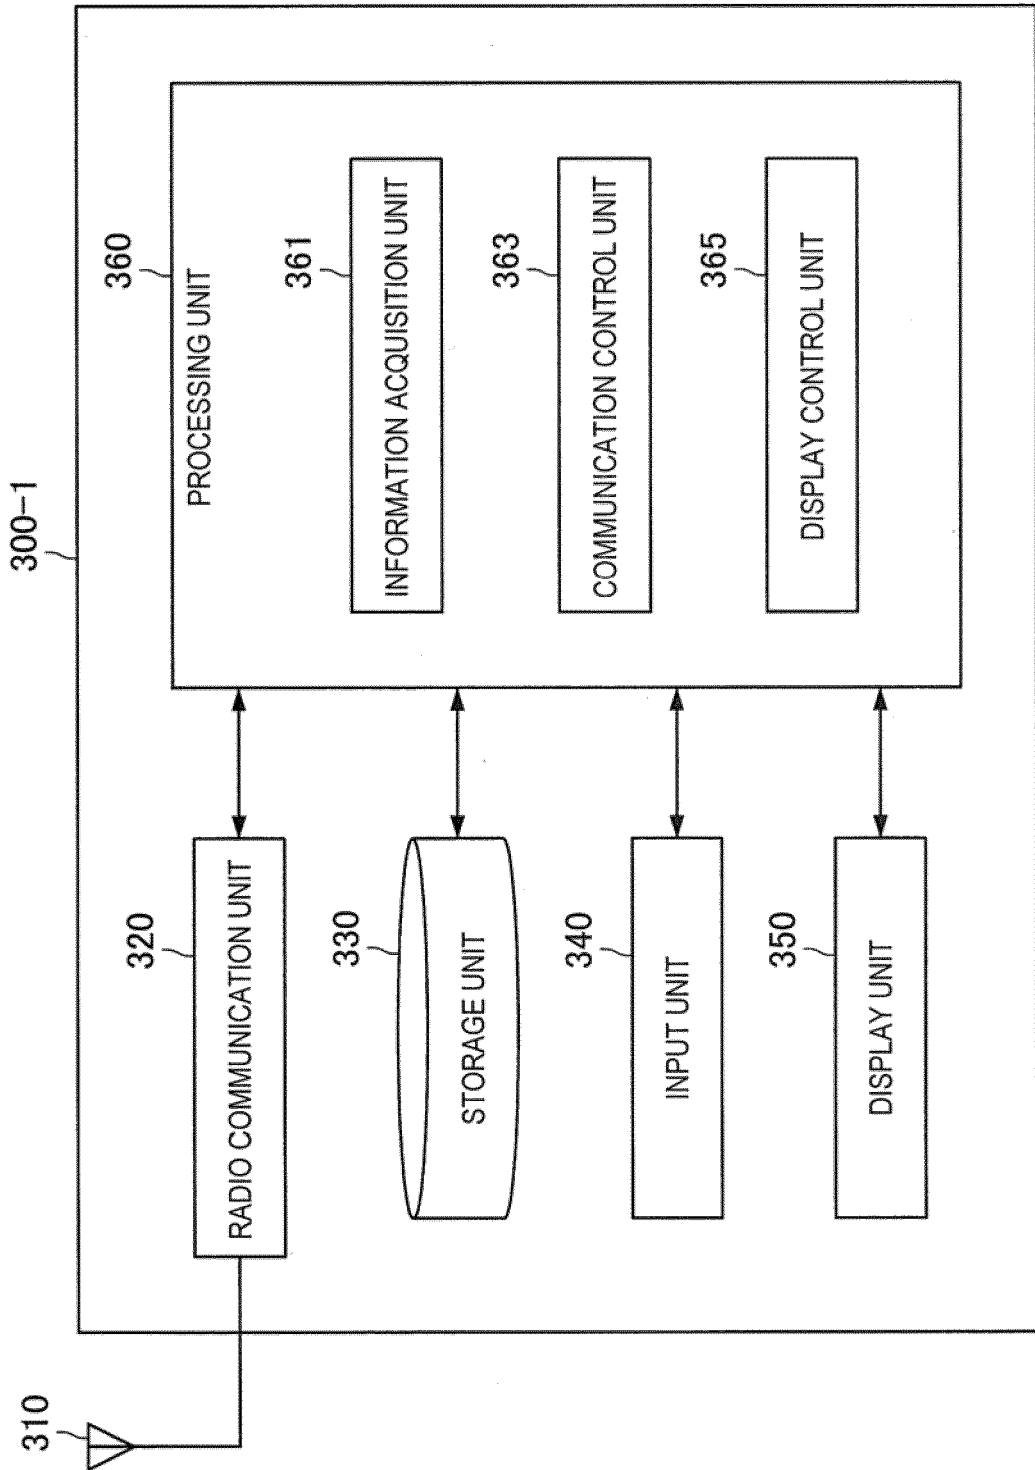 300-1
310
320
RADIO COMMUNICATION UNIT
330
STORAGE UNIT
340
INPUT UNIT
350
DISPLAY UNIT
360
PROCESSING UNIT
361
INFORMATION ACQUISITION UNIT
363
COMMUNICATION CONTROL UNIT
365
DISPLAY CONTROL UNIT